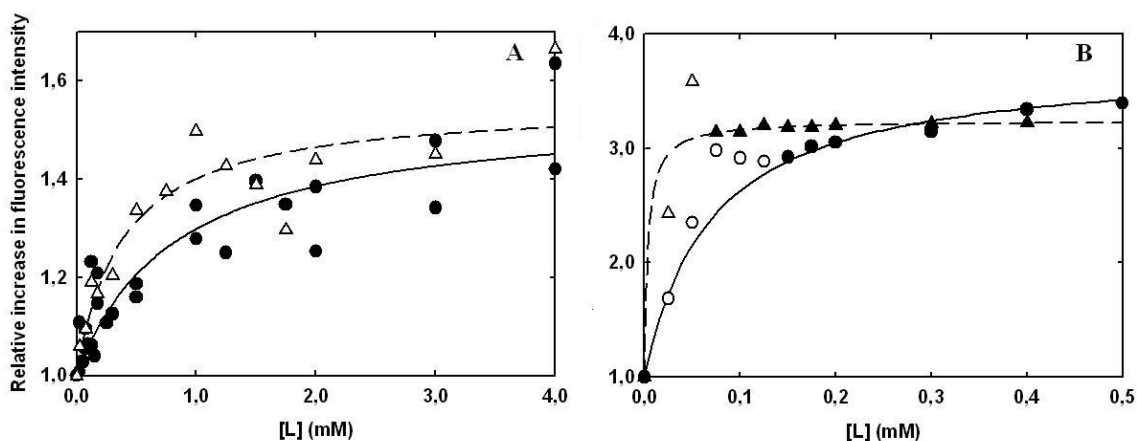 Relative increase in fluorescence intensity
A
1,6
1,4
1,2
1,0
0,0 1,0 2,0 3,0 4,0
[L] (mM)
B
4,0
3,0
2,0
1,0
0,0 0,1 0,2 0,3 0,4 0,5
[L] (mM)